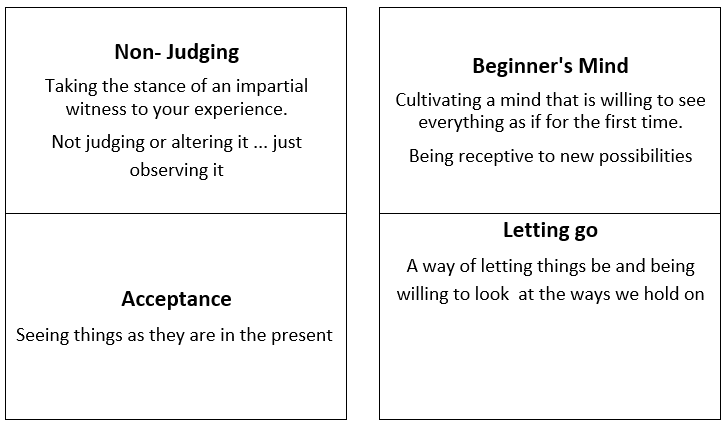 Non- Judging
Taking the stance of an impartial
witness to your experience.
Not judging or altering it ... just
observing it
Beginner's Mind
Cultivating a mind that is willing to see
everything as if for the first time.
Being receptive to new possibilities
Acceptance
Seeing things as they are in the present
Letting go
A way of letting things be and being
willing to look  at the ways we hold on